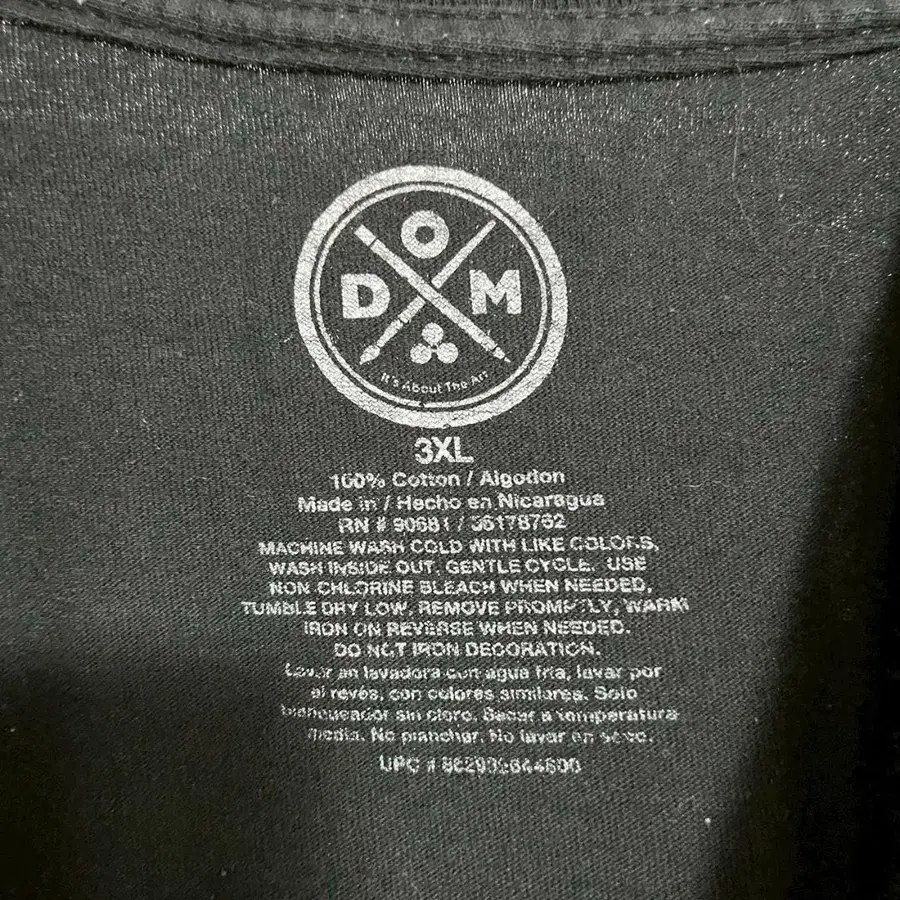 O
D M
It's About The Art
3XL
100% Cotton / Algodon
Made in / Hecho en Nicaragua
RN # 90681 / 36178762
MACHINE WASH COLD WITH LIKE COLORS,
WASH INSIDE OUT. GENTLE CYCLE. USE
NON CHLORINE BLEACH WHEN NEEDED,
TUMBLE DRY LOW, REMOVE PROMPTLY, WARM
IRON ON REVERSE WHEN NEEDED.
DO NOT IRON DECORATION.
Lavar en lavadora con agua fria, lavar por
el reves, con colores similares. Solo
blanqueador sin cloro. Secar a temperatura
media. No planchar. No lavar en seco.
UPC #